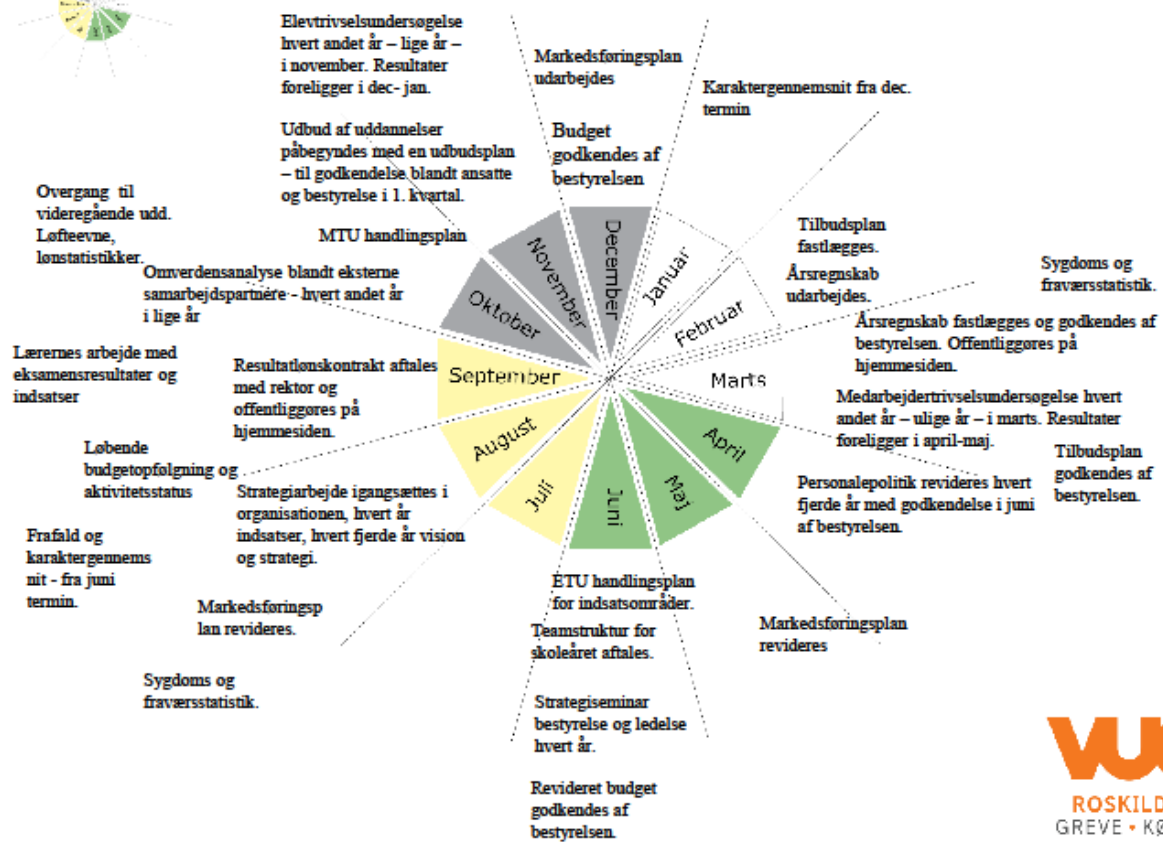 Elevtrivselsundersøgelse
hvert andet år – lige år –
i november. Resultater
foreligger i dec- jan.
Markedsføringsplan
udarbejdes
Karaktergennemsnit fra dec.
termin
Udbud af uddannelser
påbegyndes med en udbudsplan
– til godkendelse blandt ansatte
og bestyrelse i 1. kvartal.
Budget
godkendes af
bestyrelsen
Overgang til
videregående udd.
Løfteevne,
lønstatistikker.
MTU handlingsplan
Tilbudsplan
fastlægges.
Omverdensanalyse blandt eksterne
samarbejdspartnere - hvert andet år
i lige år
Årsregnskab
udarbejdes.
Sygdoms og
fraværsstatistik.
Årsregnskab fastlægges og godkendes af
bestyrelsen. Offentliggøres på
hjemmesiden.
Lærernes arbejde med
eksamensresultater og
indsatser
Resultatlønskontrakt aftales
med rektor og
offentliggøres på
hjemmesiden.
Medarbejdertrivselsundersøgelse hvert
andet år – ulige år – i marts. Resultater
foreligger i april-maj.
Tilbudsplan
godkendes af
bestyrelsen.
Løbende
budgetopfølgning og
aktivitetsstatus
Personalepolitik revideres hvert
fjerde år med godkendelse i juni
af bestyrelsen.
Strategiarbejde igangsættes i
organisationen, hvert år
indsatser, hvert fjerde år vision
og strategi.
Frafald og
karaktergennems
nit - fra juni
termin.
Markedsføringsp
lan revideres.
ETU handlingsplan
for indsatsområder.
Teamstruktur for
skoleåret aftales.
Markedsføringsplan
revideres
Sygdoms og
fraværsstatistik.
Strategiseminar
bestyrelse og ledelse
hvert år.
Revideret budget
godkendes af
bestyrelsen.
Januar
Februar
Marts
April
Maj
Juni
Juli
August
September
Oktober
November
December
VU
ROSKILD
GREVE • KØ